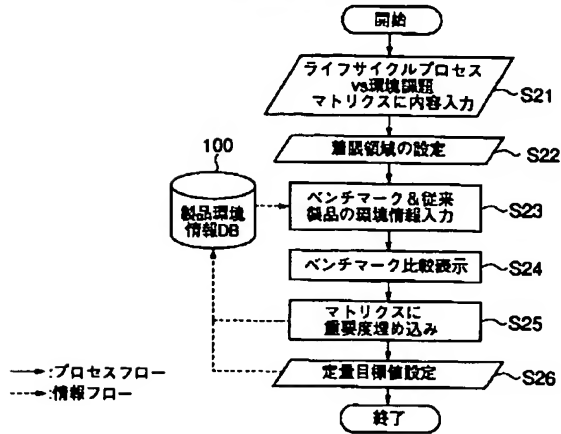 開始
ライフサイクルプロセス
vs環境課題
マトリクスに内容入力
S21
着眼領域の設定
S22
100
製品環境
情報DB
ベンチマーク&従来
製品の環境情報入力
S23
ベンチマーク比較表示
S24
マトリクスに
重要度埋め込み
S25
定量目標値設定
S26
:プロセスフロー
:情報フロー
終了